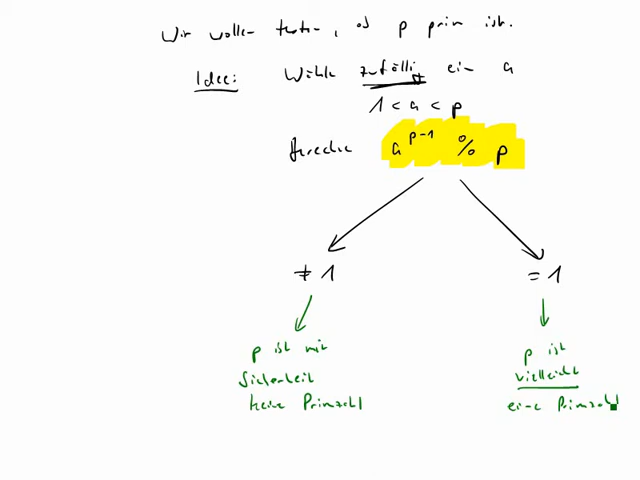 Wir wollen testen, ob p prim ist.
Idee: Wähle zufällig ein a
1 < a < p
Berechne a^{p-1} % p
≠ 1 = 1
p ist mit
Sicherheit
keine Primzahl
p ist
vielleicht
eine Primzahl